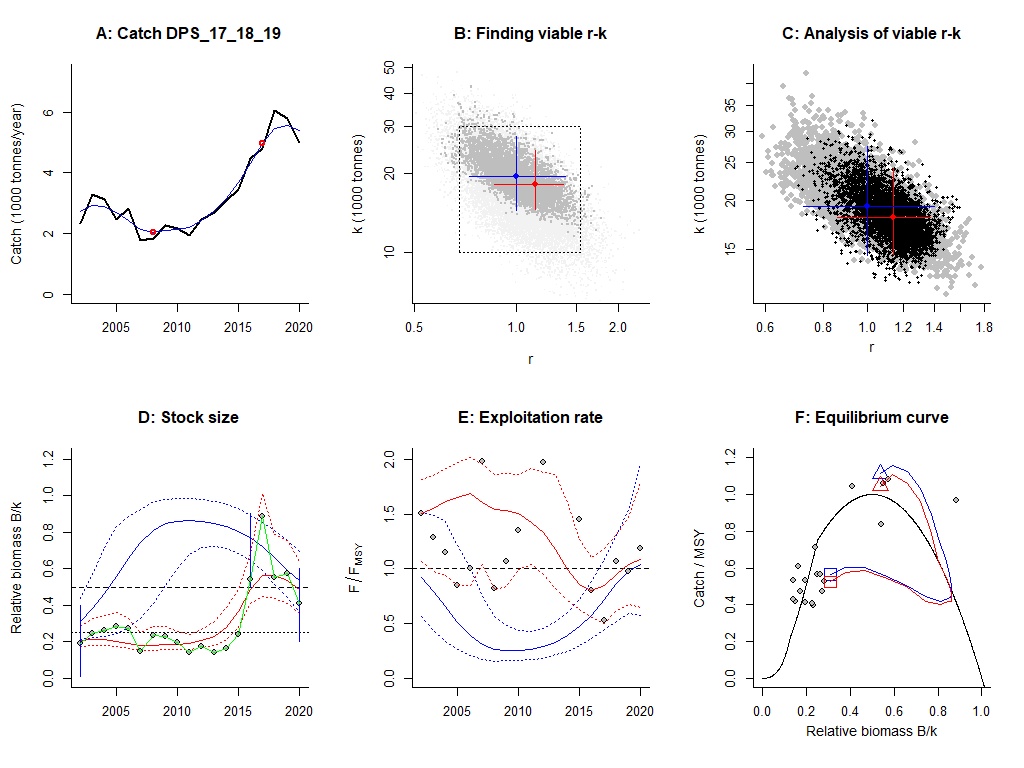 A: Catch DPS_17_18_19
B: Finding viable r-k
C: Analysis of viable r-k
Catch (1000 tonnes/year)
0 2 4 6
2005 2010 2015 2020
k (1000 tonnes)
10 20 30 40 50
0.5 1.0 1.5 2.0
r
k (1000 tonnes)
15 20 25 30 35
0.6 0.8 1.0 1.2 1.4 1.8
r
D: Stock size
E: Exploitation rate
F: Equilibrium curve
Relative biomass B/k
0.0 0.2 0.4 0.6 0.8 1.0 1.2
2005 2010 2015 2020
F / FMSY
0.0 0.5 1.0 1.5 2.0
2005 2010 2015 2020
Catch / MSY
0.0 0.2 0.4 0.6 0.8 1.0 1.2
0.0 0.2 0.4 0.6 0.8 1.0
Relative biomass B/k